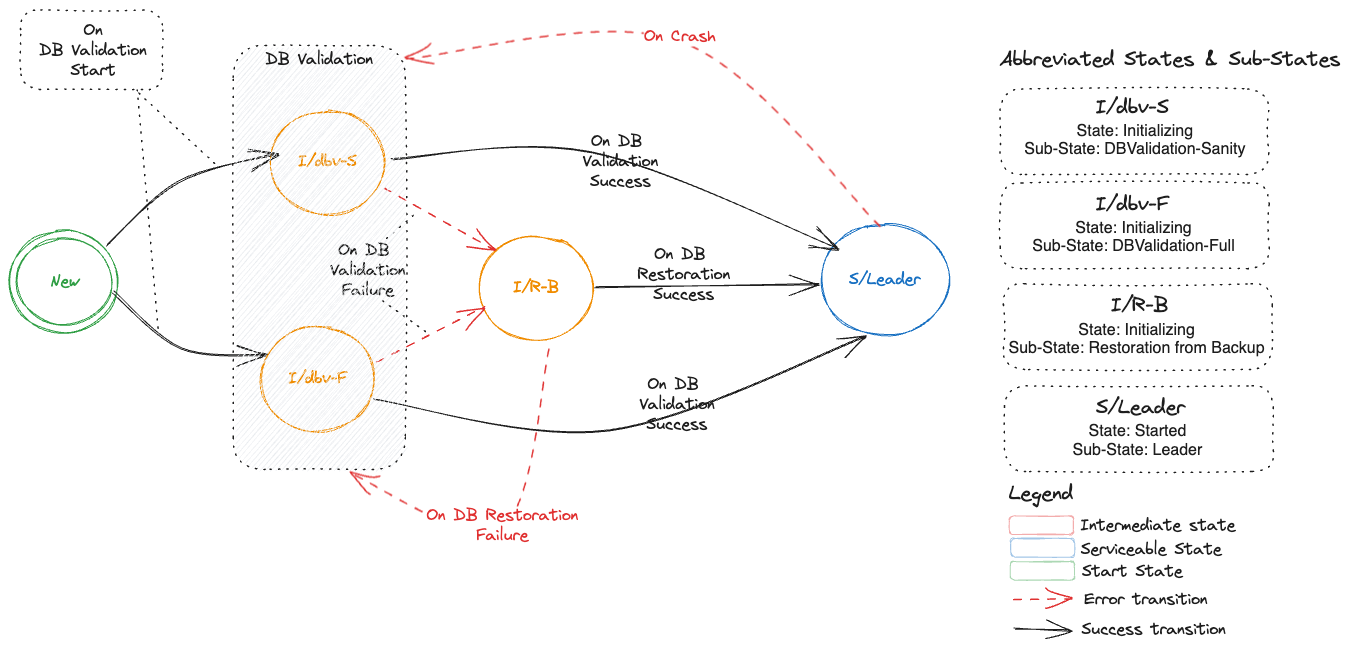 On
DB Validation
Start
DB Validation
On Crash
I/dbv-S
On DB
Validation
Success
New
On DB
Validation
Failure
I/R-B
On DB
Restoration
Success
S/Leader
I/dbv-F
On DB
Validation
Success
On DB Restoration
Failure
Abbreviated States & Sub-States
I/dbv-S
State: Initializing
Sub-State: DBValidation-Sanity
I/dbv-F
State: Initializing
Sub-State: DBValidation-Full
I/R-B
State: Initializing
Sub-State: Restoration from Backup
S/Leader
State: Started
Sub-State: Leader
Legend
Intermediate state
Serviceable State
Start State
Error transition
Success transition